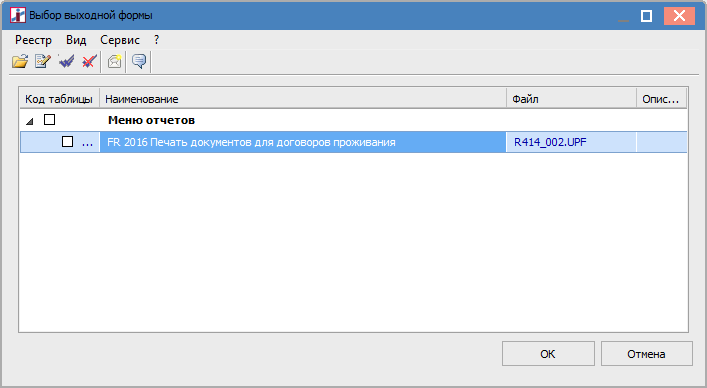 Выбор выходной формы
Реестр Вид Сервис ?
Код таблицы Наименование Файл Опис...
Меню отчетов
... FR 2016 Печать документов для договоров проживания R414_002.UPF
OK Отмена